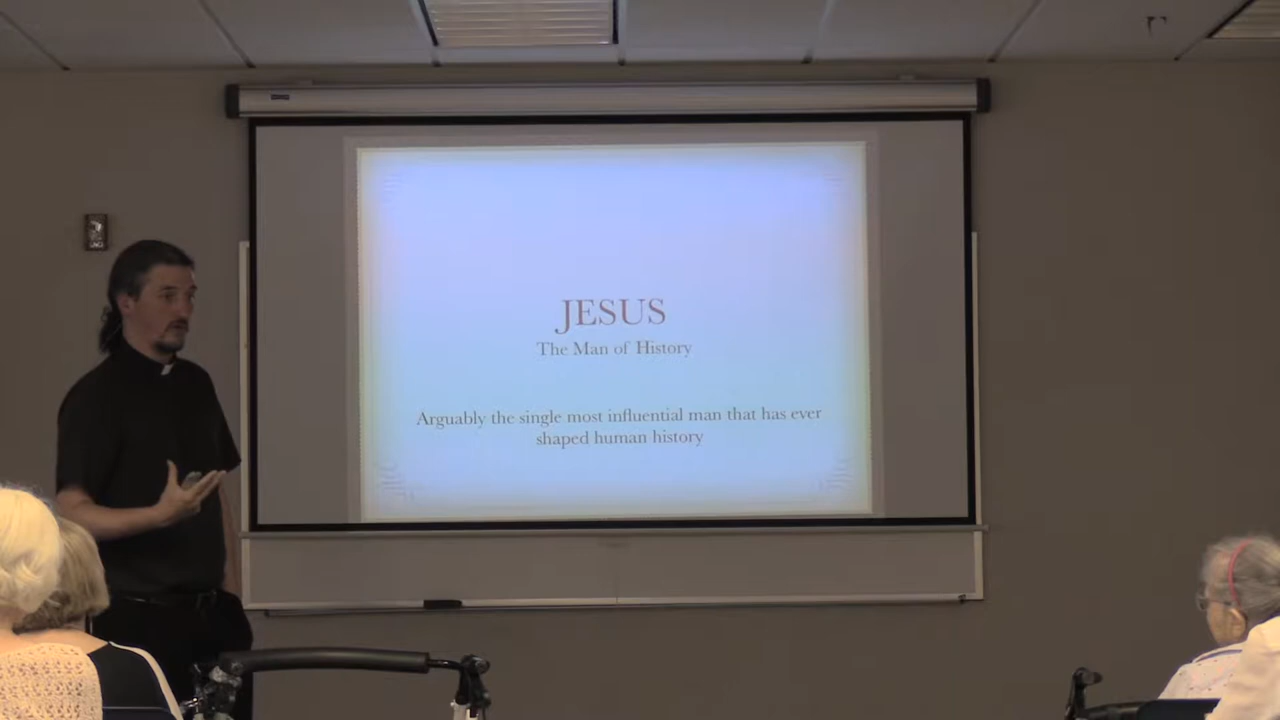 JESUS
The Man of History
Arguably the single most influential man that has ever
shaped human history